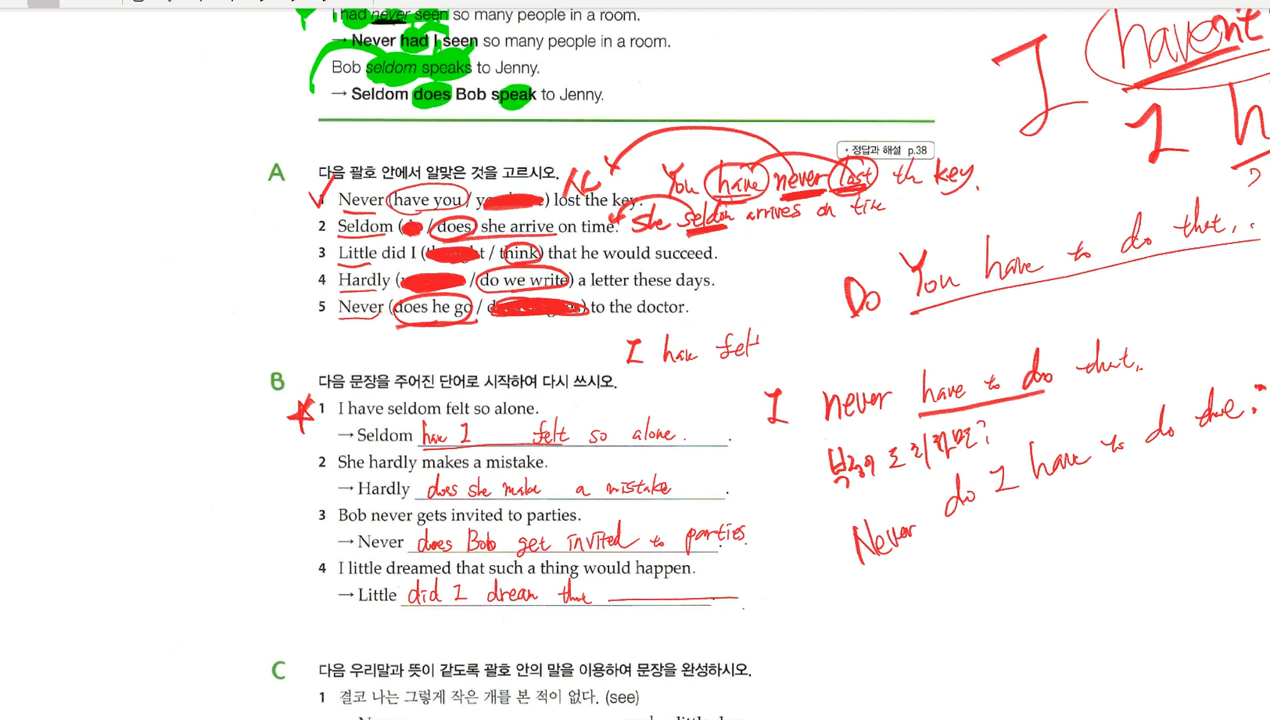 I had never seen so many people in a room.
→ Never had I seen so many people in a room.
Bob seldom speaks to Jenny.
→ Seldom does Bob speak to Jenny.
I haven't
I h
• 정답과 해설 p.38
A 다음 괄호 안에서 알맞은 것을 고르시오.
You have never lost th key.
1 Never (have you / y e) lost the key.
She seldom arrives on
2 Seldom ( / does) she arrive on time.
3 Little did I ( t / think) that he would succeed.
4 Hardly ( / do we write) a letter these days.
5 Never (does he go / d ) to the doctor.
Do You have to do that...
I have felt
I never have to do that.
부정어 도치하면?
Never do I have to do
B 다음 문장을 주어진 단어로 시작하여 다시 쓰시오.
1 I have seldom felt so alone.
→ Seldom have I felt so alone.
2 She hardly makes a mistake.
→ Hardly does she make a mistake.
3 Bob never gets invited to parties.
→ Never does Bob get invited to parties.
4 I little dreamed that such a thing would happen.
→ Little did I dream that
C 다음 우리말과 뜻이 같도록 괄호 안의 말을 이용하여 문장을 완성하시오.
1 결코 나는 그렇게 작은 개를 본 적이 없다. (see)